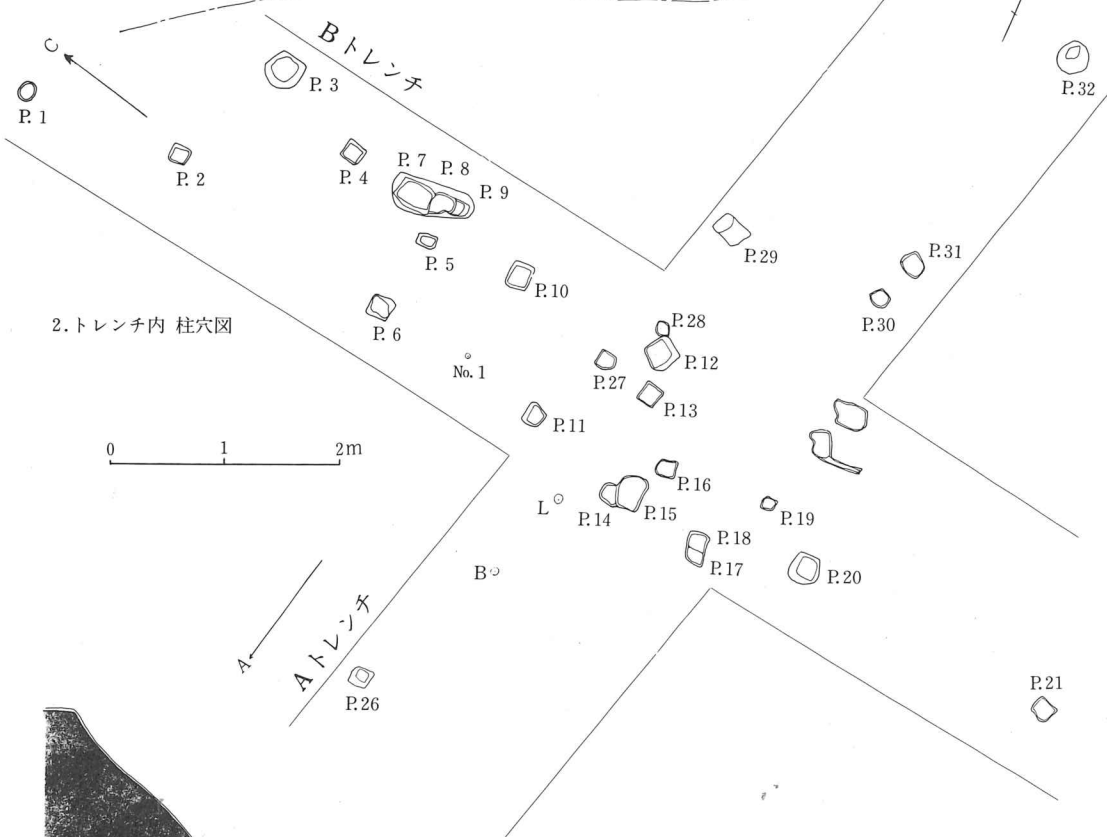 Bトレンチ
C
P. 1
P. 2
P. 3
P. 32
P. 4
P. 7
P. 8
P. 9
P. 5
P. 10
P. 29
P. 31
P. 30
P. 6
2.トレンチ内 柱穴図
No. 1
P. 28
P. 12
P. 27
P. 13
P. 11
0 1 2m
P. 16
L
P. 14
P. 15
P. 19
P. 18
P. 17
P. 20
B
Aトレンチ
A
P. 26
P. 21